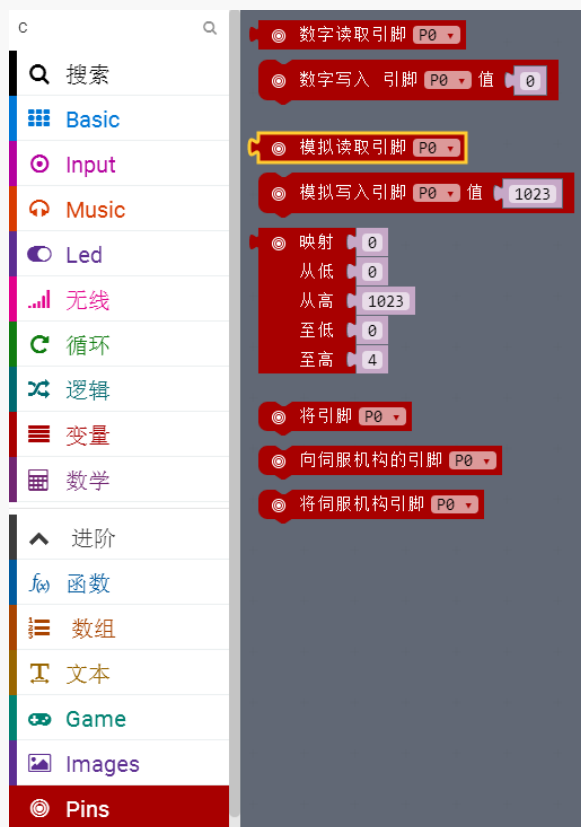 c
搜索
Basic
Input
Music
Led
无线
循环
逻辑
变量
数学
进阶
f(x) 函数
数组
文本
Game
Images
Pins
数字读取引脚 P0
数字写入 引脚 P0 值 0
模拟读取引脚 P0
模拟写入引脚 P0 值 1023
映射 0
从低 0
从高 1023
至低 0
至高 4
将引脚 P0
向伺服机构的引脚 P0
将伺服机构引脚 P0